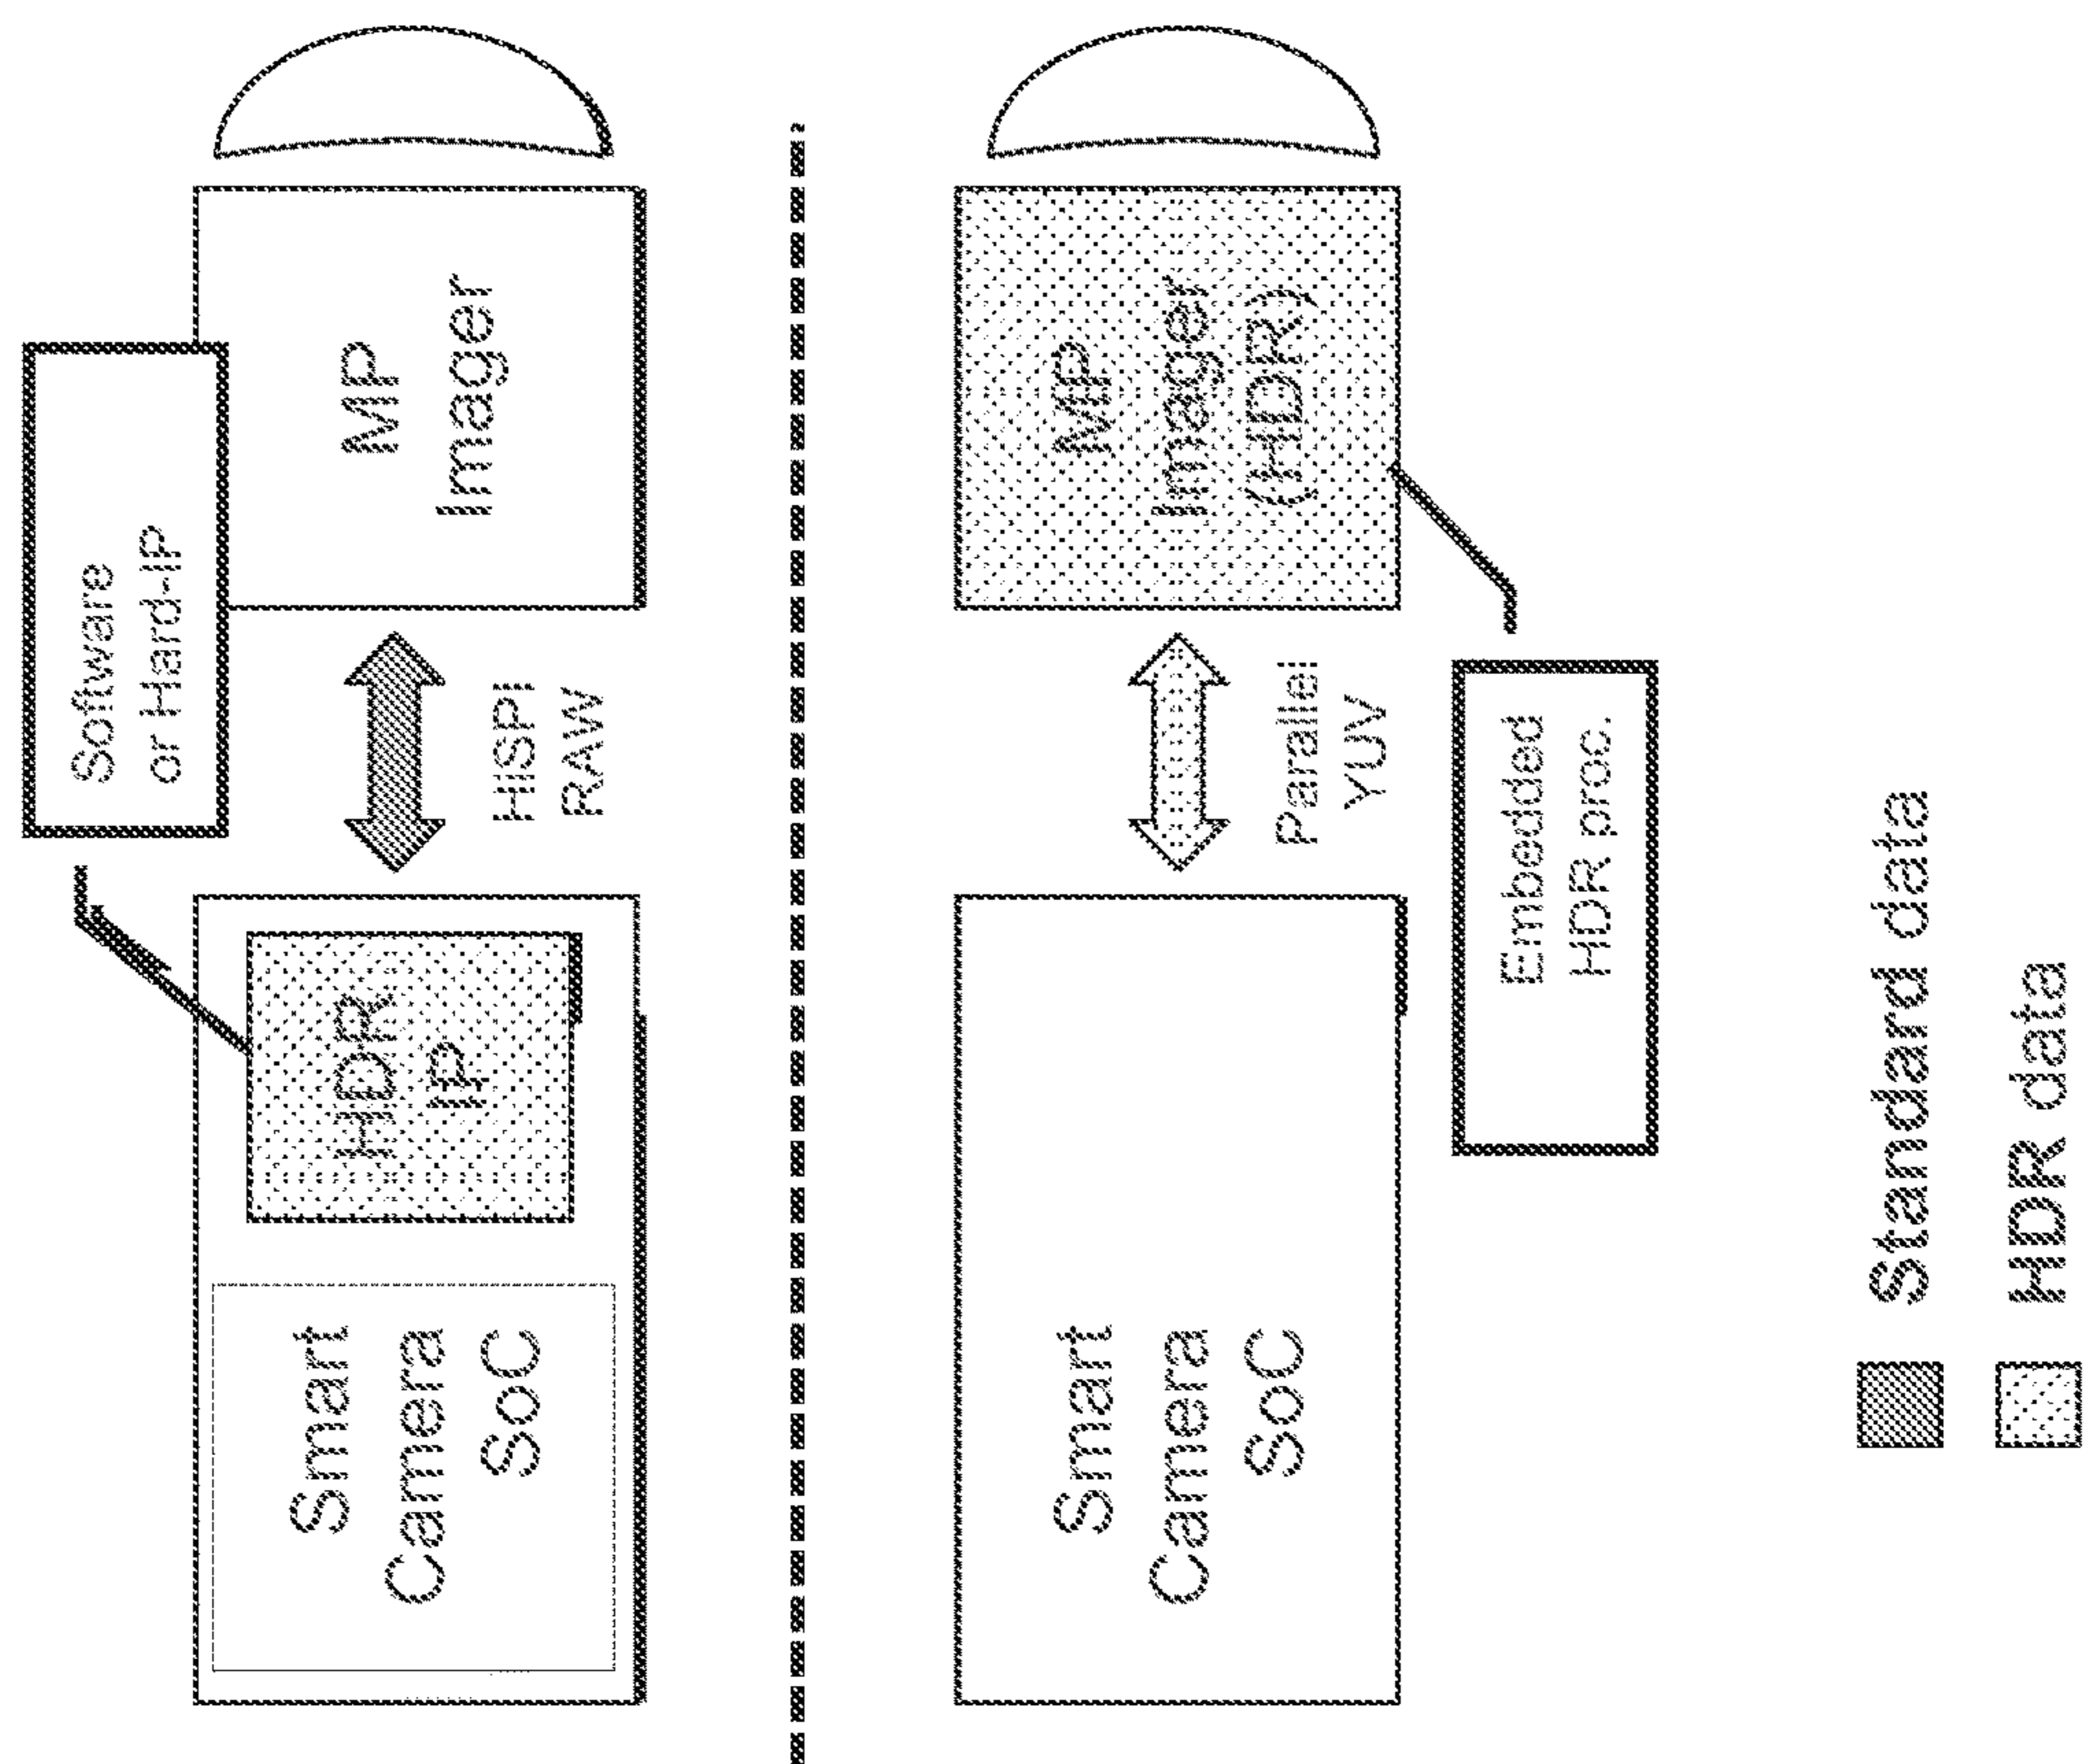 Software
or Hard-IP
MP
Imager
HISPI
RAW
HDR
IP
Smart
Camera
SoC
MP
Imager
(HDR)
Parallel
YUV
Embedded
HDR proc.
Smart
Camera
SoC
Standard data
HDR data